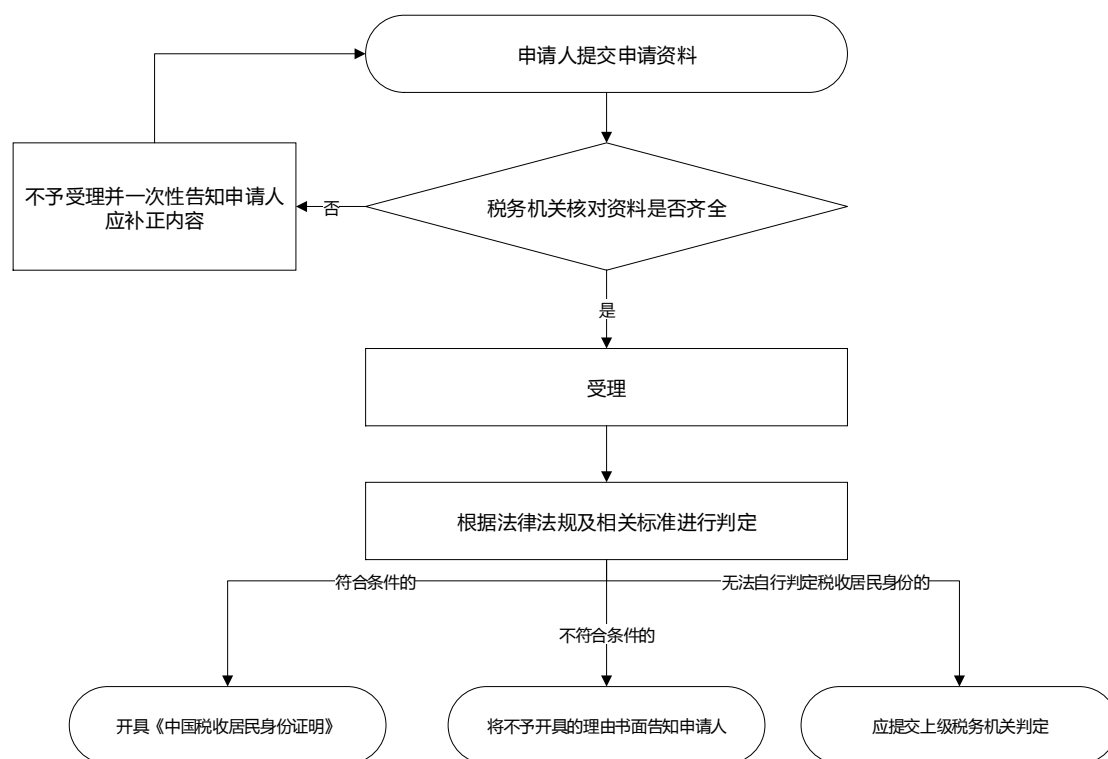 申请人提交申请资料
不予受理并一次性告知申请人
应补正内容
否
税务机关核对资料是否齐全
是
受理
根据法律法规及相关标准进行判定
符合条件的
无法自行判定税收居民身份的
不符合条件的
开具《中国税收居民身份证明》
将不予开具的理由书面告知申请人
应提交上级税务机关判定